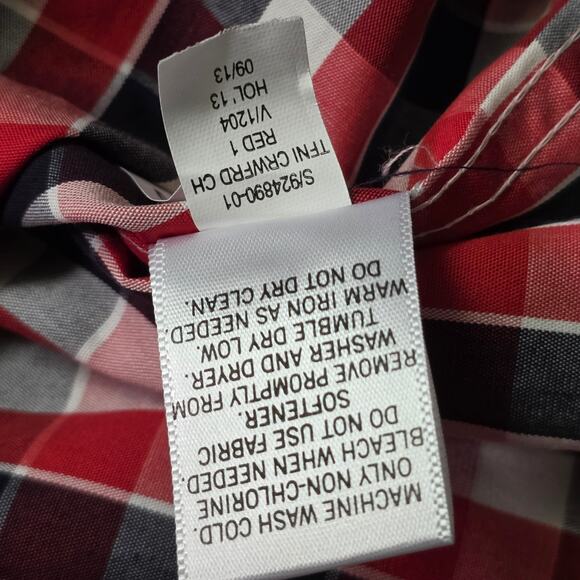 S/924890-01
TFNI CRWFRD CH
RED 1
V/1204
HOL'13
09/13
MACHINE WASH COLD.
ONLY NON-CHLORINE
BLEACH WHEN NEEDED.
DO NOT USE FABRIC
SOFTENER.
REMOVE PROMPTLY FROM
WASHER AND DRYER.
TUMBLE DRY LOW.
WARM IRON AS NEEDED.
DO NOT DRY CLEAN.